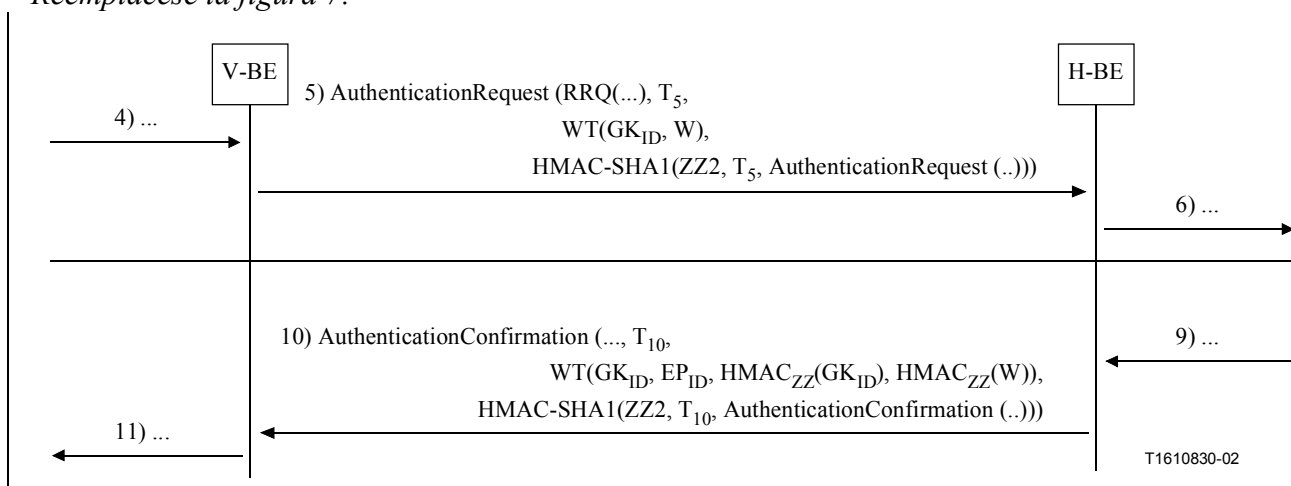 Reemplácese la figura 7:
V-BE
H-BE
5) AuthenticationRequest (RRQ(...), T5,
WT(GKID, W),
HMAC-SHA1(ZZ2, T5, AuthenticationRequest (..)))
4) ...
6) ...
10) AuthenticationConfirmation (..., T10,
WT(GKID, EPID, HMACZZ(GKID), HMACZZ(W)),
HMAC-SHA1(ZZ2, T10, AuthenticationConfirmation (..)))
9) ...
11) ...
T1610830-02